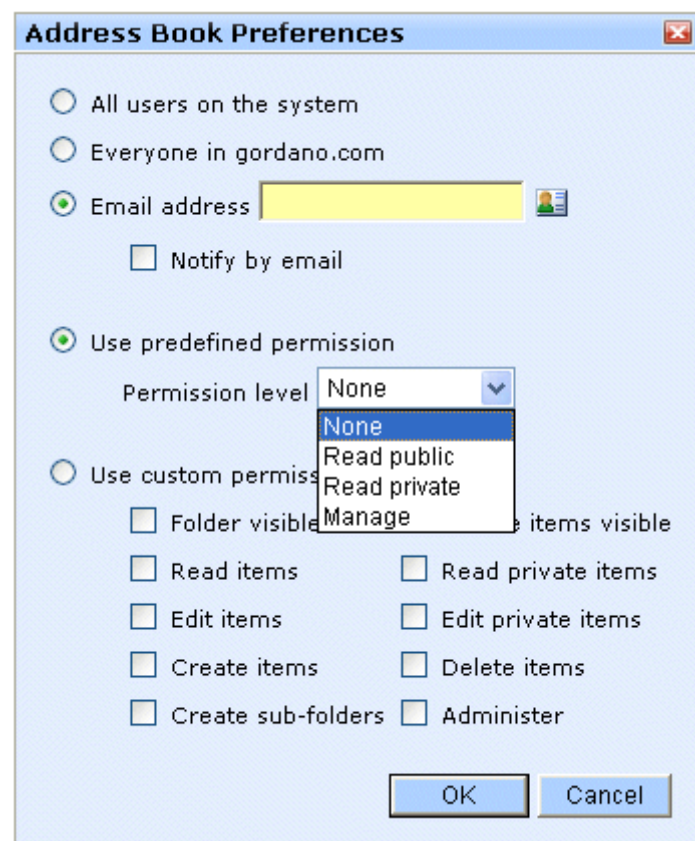 Address Book Preferences
All users on the system
Everyone in gordano.com
Email address
Notify by email
Use predefined permission
Permission level None
None
Read public
Read private
Manage
Use custom
Folder visible items visible
Read items Read private items
Edit items Edit private items
Create items Delete items
Create sub-folders Administer
OK Cancel